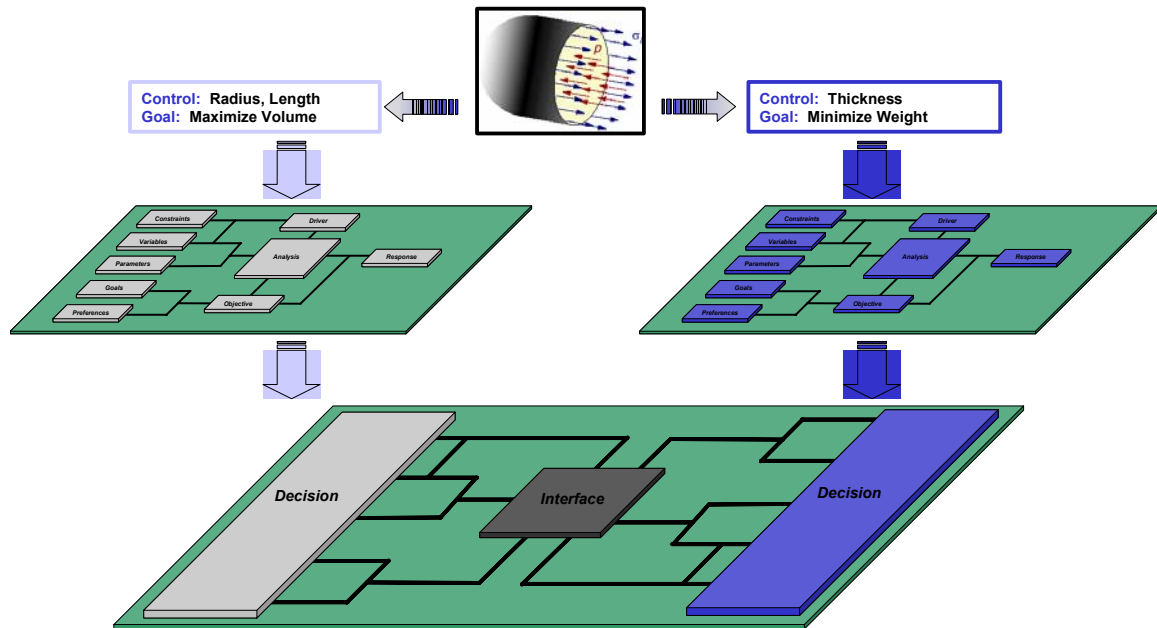 p
σ
Control: Radius, Length
Goal: Maximize Volume
Control: Thickness
Goal: Minimize Weight
Constraints
Driver
Variables
Analysis
Response
Parameters
Goals
Objective
Preferences
Constraints
Driver
Variables
Analysis
Response
Parameters
Goals
Objective
Preferences
Decision
Interface
Decision